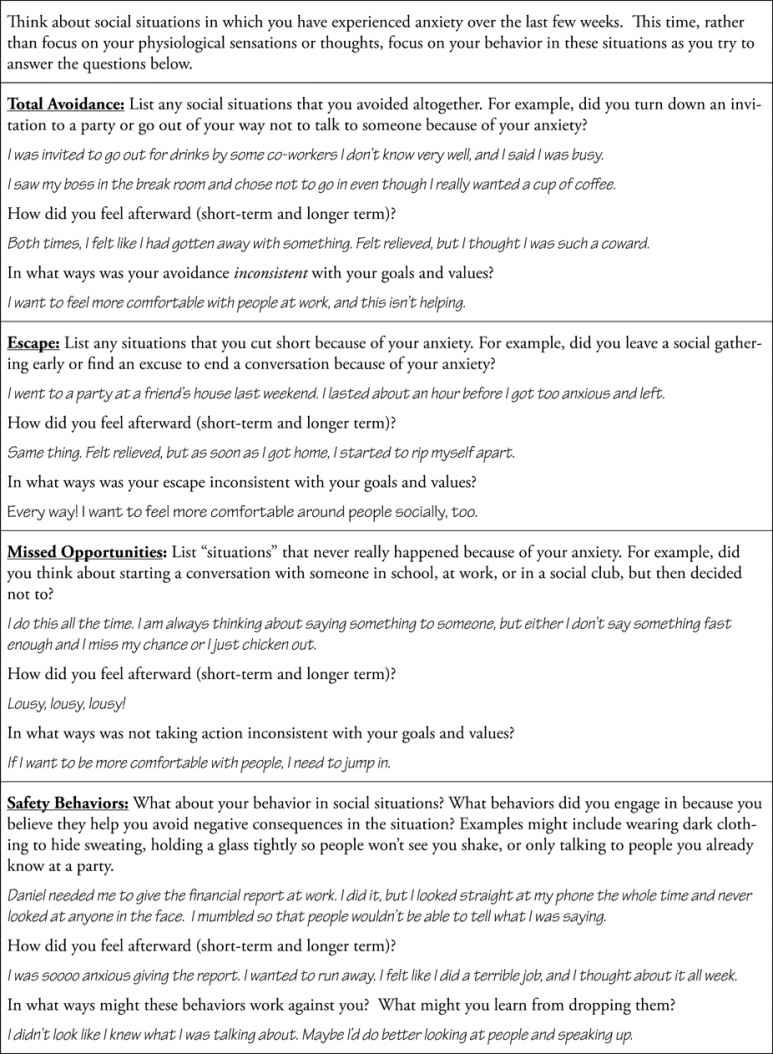 Think about social situations in which you have experienced anxiety over the last few weeks.  This time, rather
than focus on your physiological sensations or thoughts, focus on your behavior in these situations as you try to
answer the questions below.
Total Avoidance: List any social situations that you avoided altogether. For example, did you turn down an invi-
tation to a party or go out of your way not to talk to someone because of your anxiety?
I was invited to go out for drinks by some co-workers I don't know very well, and I said I was busy.
I saw my boss in the break room and chose not to go in even though I really wanted a cup of coffee.
How did you feel afterward (short-term and longer term)?
Both times, I felt like I had gotten away with something. Felt relieved, but I thought I was such a coward.
In what ways was your avoidance inconsistent with your goals and values?
I want to feel more comfortable with people at work, and this isn't helping.
Escape: List any situations that you cut short because of your anxiety. For example, did you leave a social gather-
ing early or find an excuse to end a conversation because of your anxiety?
I went to a party at a friend's house last weekend. I lasted about an hour before I got too anxious and left.
How did you feel afterward (short-term and longer term)?
Same thing. Felt relieved, but as soon as I got home, I started to rip myself apart.
In what ways was your escape inconsistent with your goals and values?
Every way! I want to feel more comfortable around people socially, too.
Missed Opportunities: List “situations” that never really happened because of your anxiety. For example, did
you think about starting a conversation with someone in school, at work, or in a social club, but then decided
not to?
I do this all the time. I am always thinking about saying something to someone, but either I don't say something fast
enough and I miss my chance or I just chicken out.
How did you feel afterward (short-term and longer term)?
Lousy, lousy, lousy!
In what ways was not taking action inconsistent with your goals and values?
If I want to be more comfortable with people, I need to jump in.
Safety Behaviors: What about your behavior in social situations? What behaviors did you engage in because you
believe they help you avoid negative consequences in the situation? Examples might include wearing dark cloth-
ing to hide sweating, holding a glass tightly so people won't see you shake, or only talking to people you already
know at a party.
Daniel needed me to give the financial report at work. I did it, but I looked straight at my phone the whole time and never
looked at anyone in the face.  I mumbled so that people wouldn't be able to tell what I was saying.
How did you feel afterward (short-term and longer term)?
I was soooo anxious giving the report. I wanted to run away. I felt like I did a terrible job, and I thought about it all week.
In what ways might these behaviors work against you?  What might you learn from dropping them?
I didn't look like I knew what I was talking about. Maybe I'd do better looking at people and speaking up.